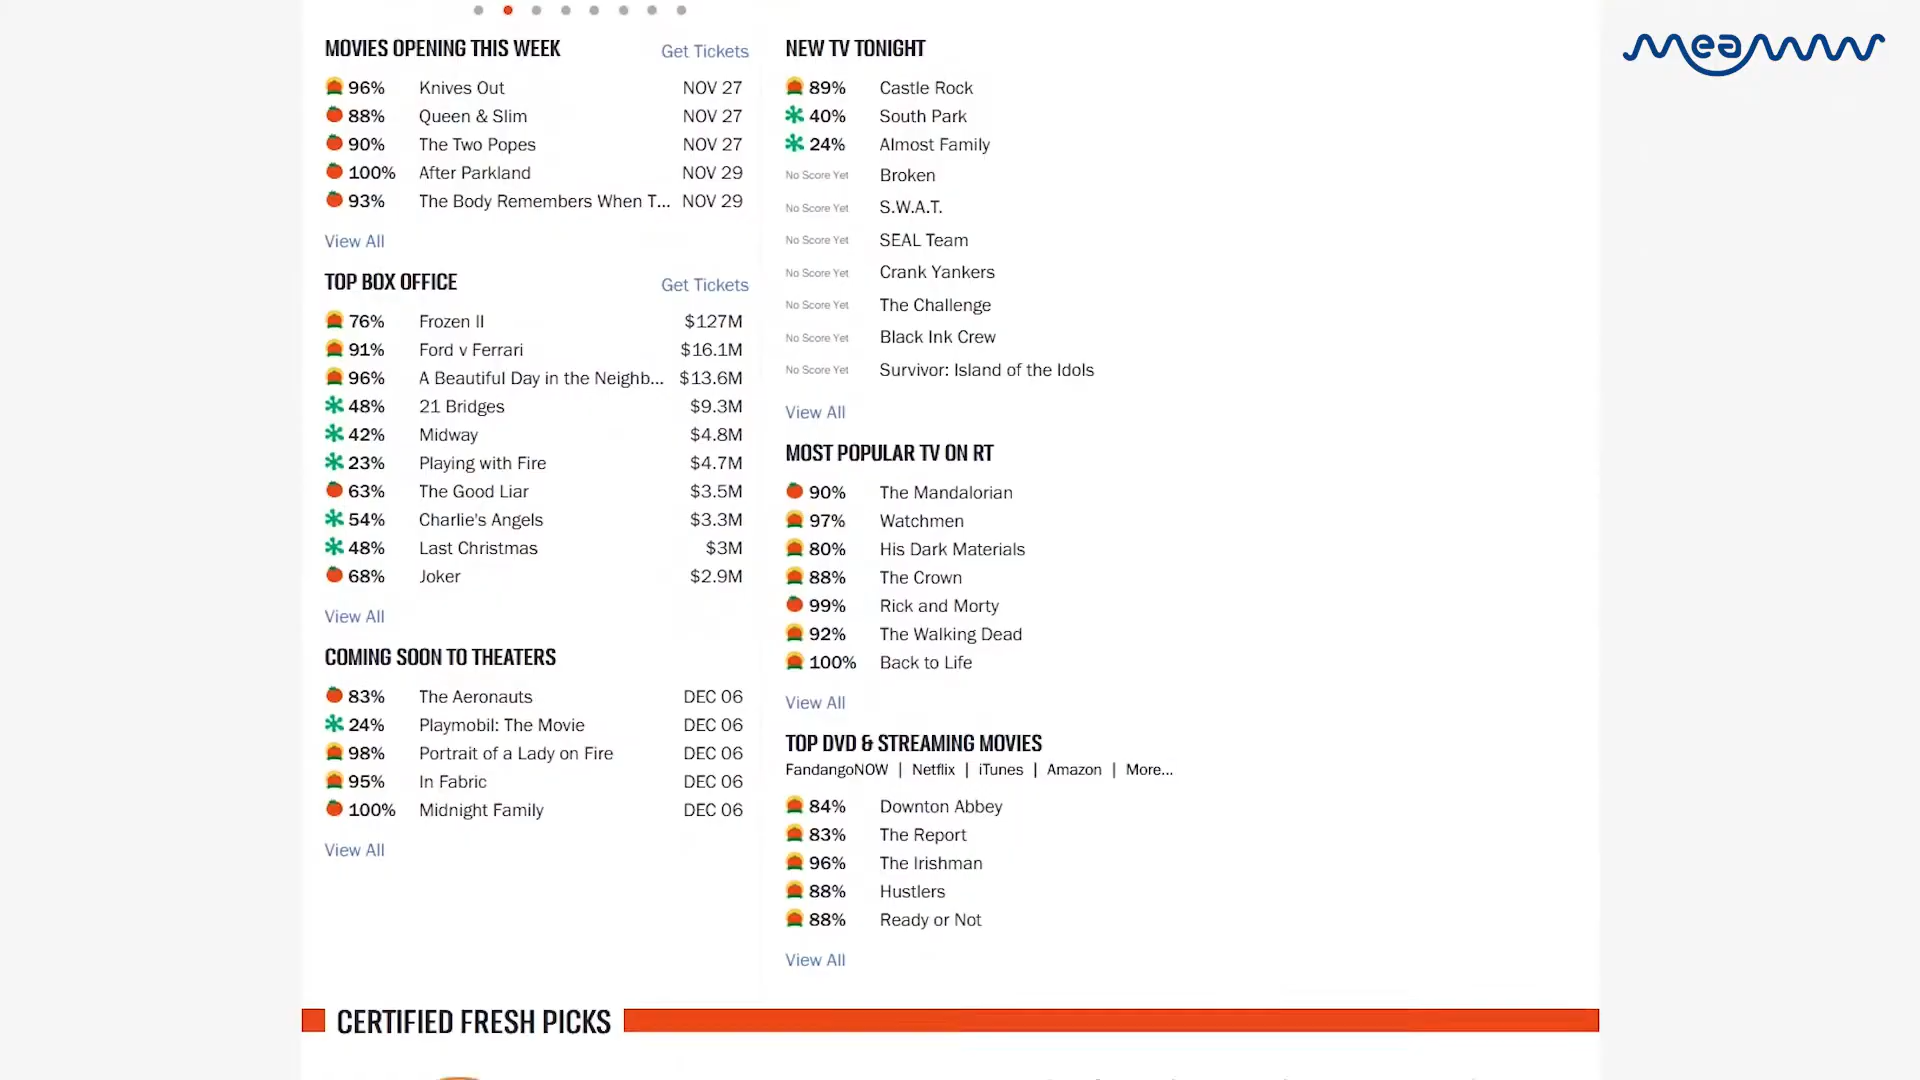 meaww
MOVIES OPENING THIS WEEK Get Tickets
96% Knives Out NOV 27
88% Queen & Slim NOV 27
90% The Two Popes NOV 27
100% After Parkland NOV 29
93% The Body Remembers When T... NOV 29
View All
TOP BOX OFFICE Get Tickets
76% Frozen II $127M
91% Ford v Ferrari $16.1M
96% A Beautiful Day in the Neighb... $13.6M
48% 21 Bridges $9.3M
42% Midway $4.8M
23% Playing with Fire $4.7M
63% The Good Liar $3.5M
54% Charlie's Angels $3.3M
48% Last Christmas $3M
68% Joker $2.9M
View All
COMING SOON TO THEATERS
83% The Aeronauts DEC 06
24% Playmobil: The Movie DEC 06
98% Portrait of a Lady on Fire DEC 06
95% In Fabric DEC 06
100% Midnight Family DEC 06
View All
NEW TV TONIGHT
89% Castle Rock
40% South Park
24% Almost Family
No Score Yet Broken
No Score Yet S.W.A.T.
No Score Yet SEAL Team
No Score Yet Crank Yankers
No Score Yet The Challenge
No Score Yet Black Ink Crew
No Score Yet Survivor: Island of the Idols
View All
MOST POPULAR TV ON RT
90% The Mandalorian
97% Watchmen
80% His Dark Materials
88% The Crown
99% Rick and Morty
92% The Walking Dead
100% Back to Life
View All
TOP DVD & STREAMING MOVIES
FandangoNOW | Netflix | iTunes | Amazon | More...
84% Downton Abbey
83% The Report
96% The Irishman
88% Hustlers
88% Ready or Not
View All
CERTIFIED FRESH PICKS